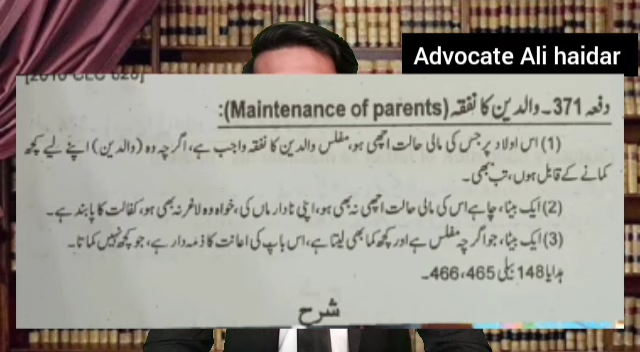 Advocate Ali haidar
[2010 CLC 820]
دفعہ 371۔ والدین کا نفقہ (Maintenance of parents):
(1) اس اولاد پر جس کی مالی حالت اچھی ہو، مفلس والدین کا نفقہ واجب ہے، اگرچہ وہ (والدین) اپنے لیے کچھ
کمانے کے قابل ہوں، تب بھی۔
(2) ایک بیٹا، چاہے اس کی مالی حالت اچھی نہ بھی ہو، اپنی نادار ماں کی، خواہ وہ لاغر نہ بھی ہو، کفالت کا پابند ہے۔
(3) ایک بیٹا، جو اگرچہ مفلس ہے اور کچھ کما بھی لیتا ہے، اس باپ کی اعانت کا ذمہ دار ہے، جو کچھ نہیں کماتا۔
ہدایا 148 بیلی 465، 466۔
شرح